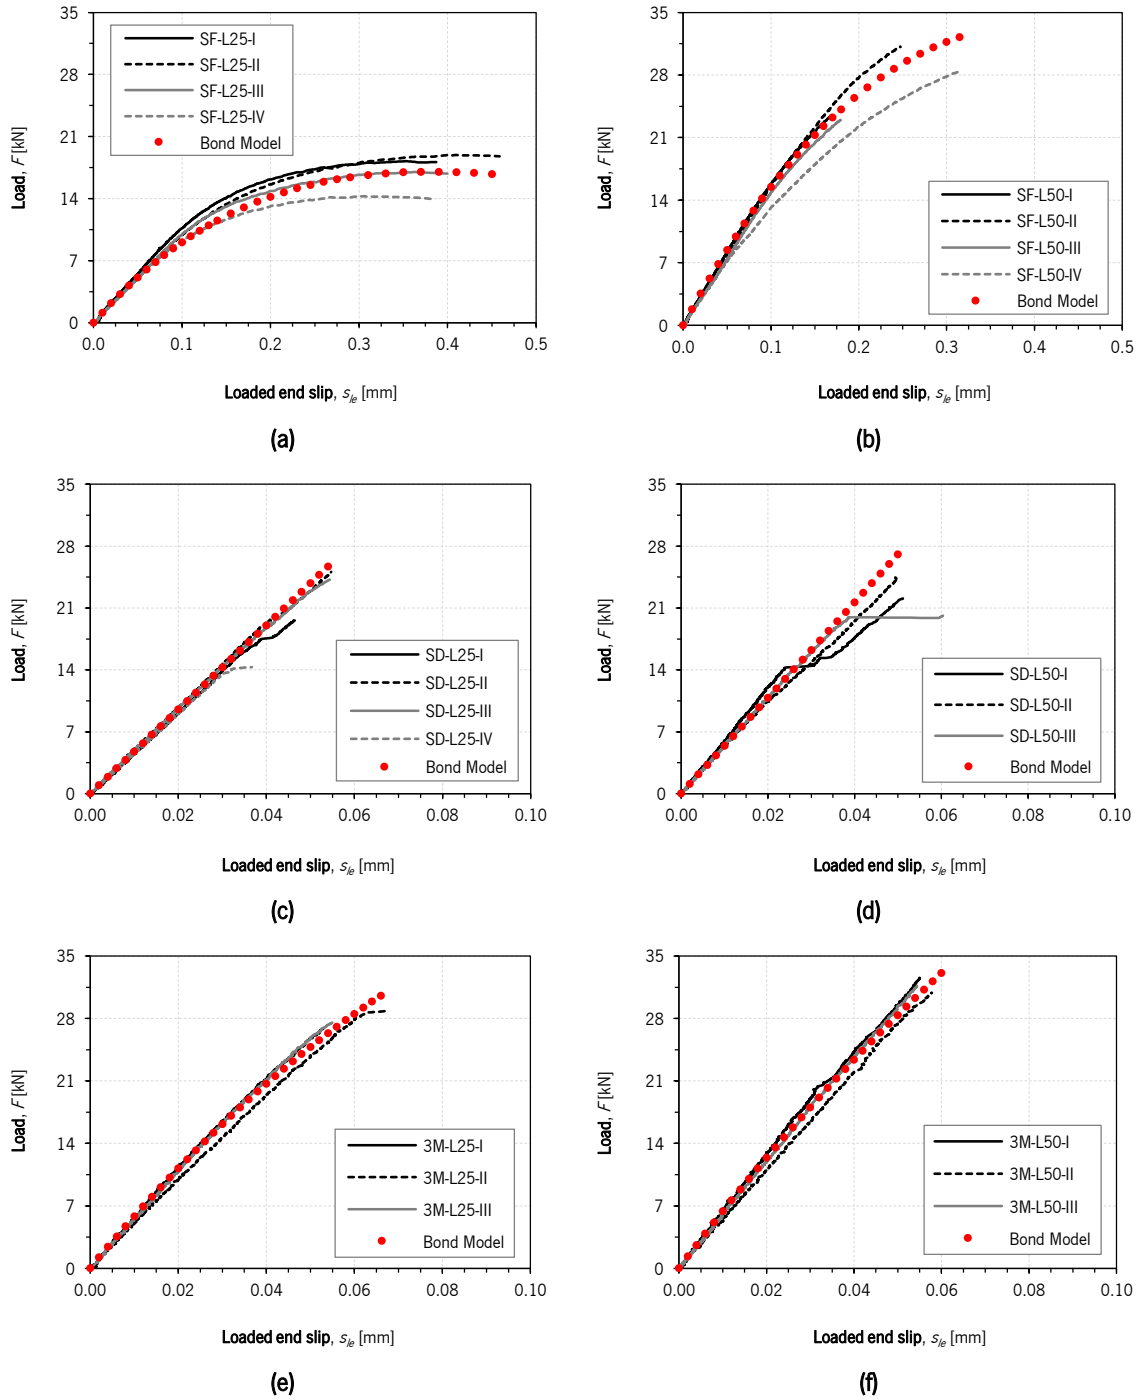 35
28
21
14
7
0
Load, F [kN]
SF-L25-I
SF-L25-II
SF-L25-III
SF-L25-IV
Bond Model
0.0 0.1 0.2 0.3 0.4 0.5
Loaded end slip, sle [mm]
(a)
35
28
21
14
7
0
Load, F [kN]
SF-L50-I
SF-L50-II
SF-L50-III
SF-L50-IV
Bond Model
0.0 0.1 0.2 0.3 0.4 0.5
Loaded end slip, sle [mm]
(b)
35
28
21
14
7
0
Load, F [kN]
SD-L25-I
SD-L25-II
SD-L25-III
SD-L25-IV
Bond Model
0.00 0.02 0.04 0.06 0.08 0.10
Loaded end slip, sle [mm]
(c)
35
28
21
14
7
0
Load, F [kN]
SD-L50-I
SD-L50-II
SD-L50-III
Bond Model
0.00 0.02 0.04 0.06 0.08 0.10
Loaded end slip, sle [mm]
(d)
35
28
21
14
7
0
Load, F [kN]
3M-L25-I
3M-L25-II
3M-L25-III
Bond Model
0.00 0.02 0.04 0.06 0.08 0.10
Loaded end slip, sle [mm]
(e)
35
28
21
14
7
0
Load, F [kN]
3M-L50-I
3M-L50-II
3M-L50-III
Bond Model
0.00 0.02 0.04 0.06 0.08 0.10
Loaded end slip, sle [mm]
(f)